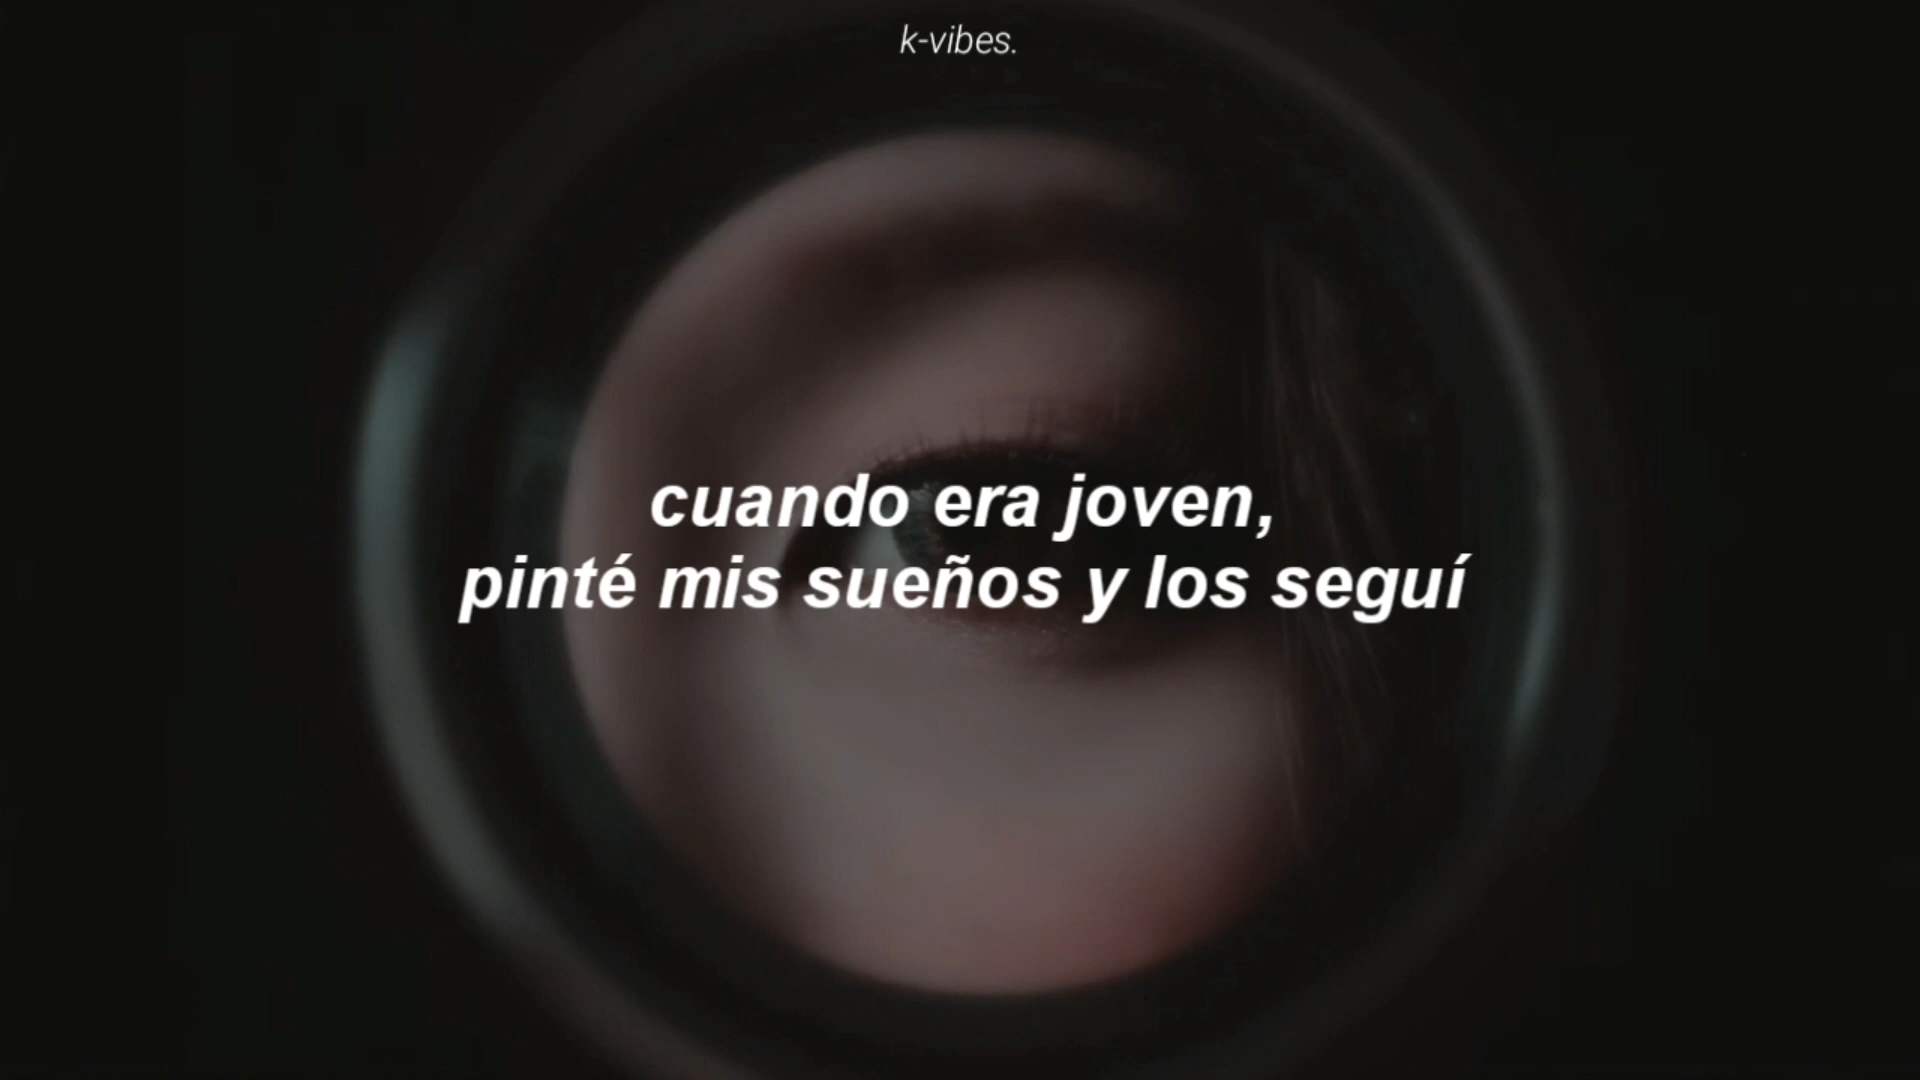 k-vibes.
cuando era joven,
pinté mis sueños y los seguí